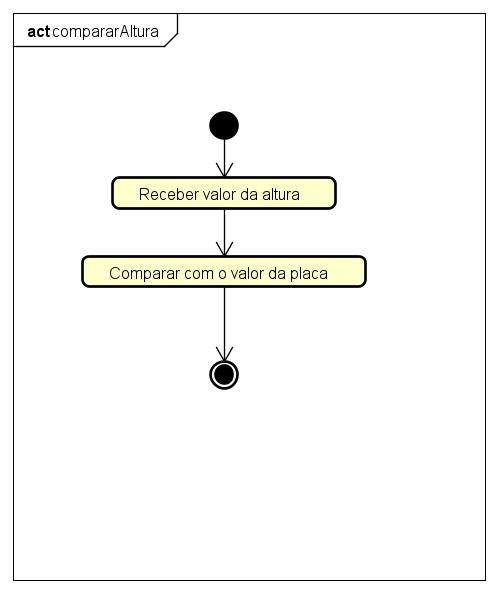 act compararAltura
Receber valor da altura
Comparar com o valor da placa